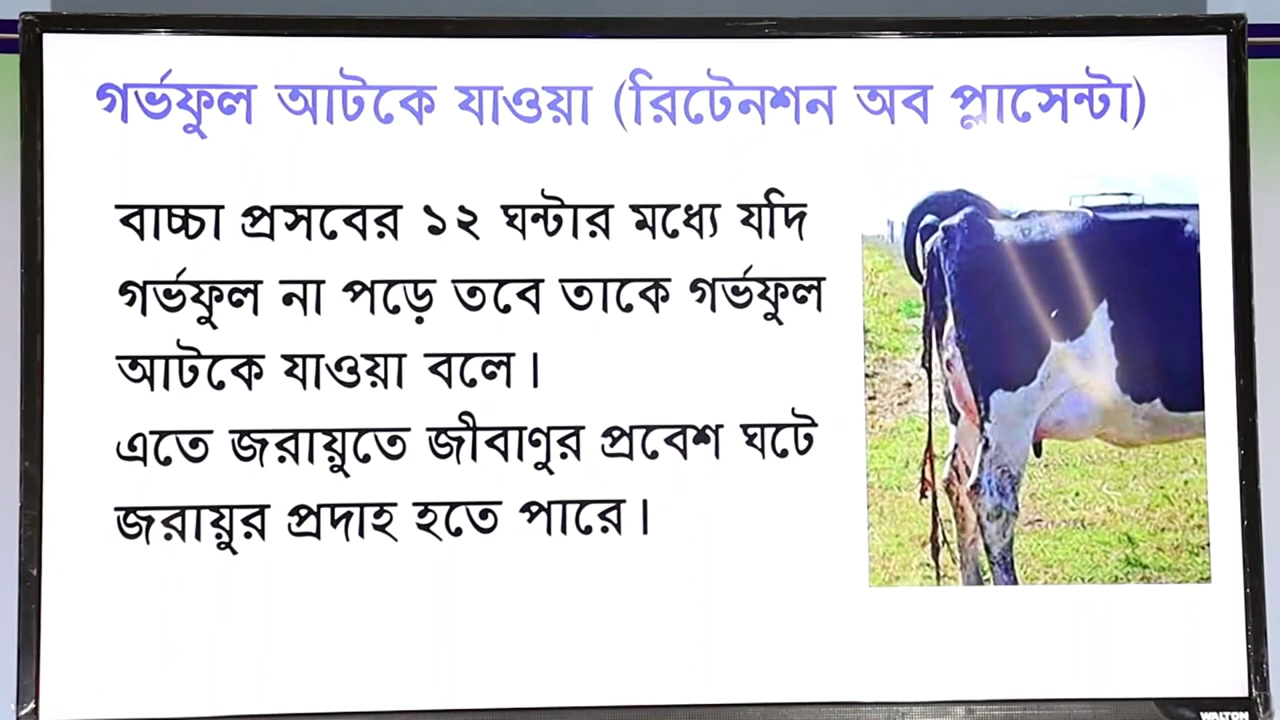 গর্ভফুল আটকে যাওয়া (রিটেনশন অব প্লাসেন্টা)
বাচ্চা প্রসবের ১২ ঘন্টার মধ্যে যদি
গর্ভফুল না পড়ে তবে তাকে গর্ভফুল
আটকে যাওয়া বলে।
এতে জরায়ুতে জীবাণুর প্রবেশ ঘটে
জরায়ুর প্রদাহ হতে পারে।
WALTON